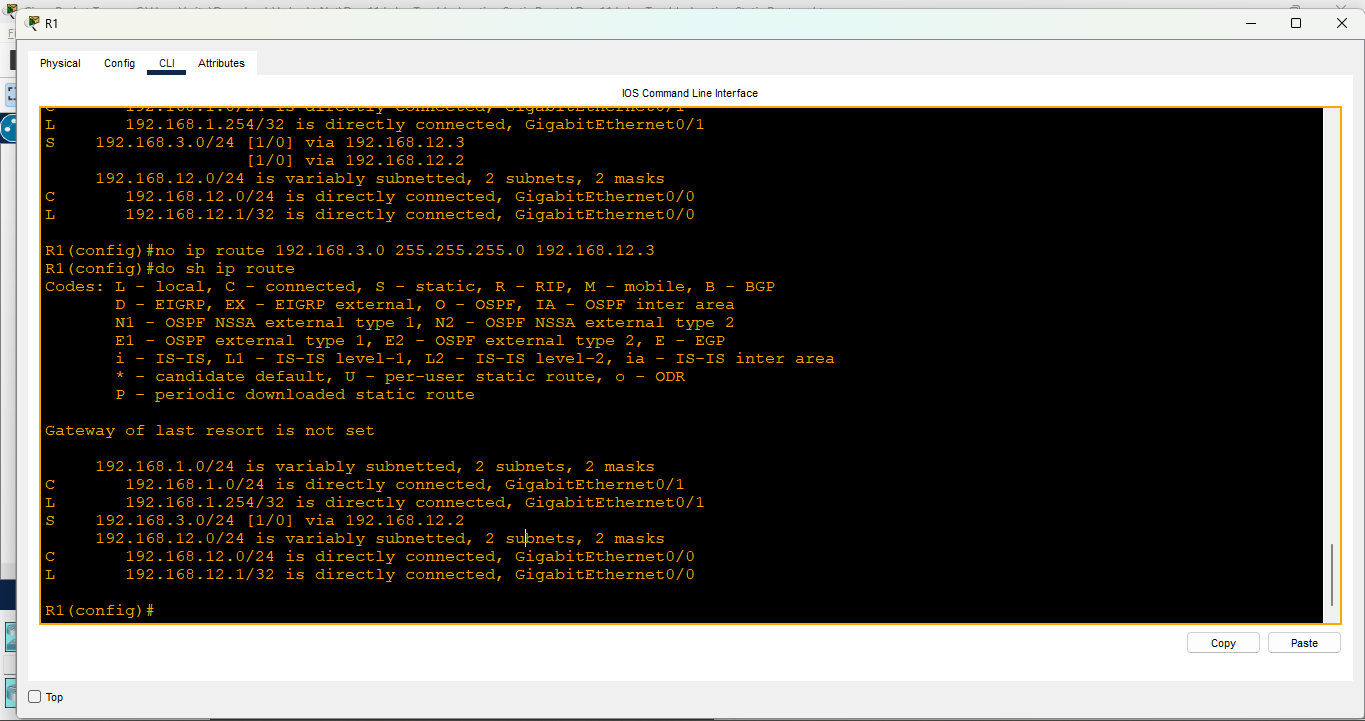 R1
Physical Config CLI Attributes
IOS Command Line Interface
C 192.168.1.0/24 is directly connected, GigabitEthernet0/1
L 192.168.1.254/32 is directly connected, GigabitEthernet0/1
S 192.168.3.0/24 [1/0] via 192.168.12.3
[1/0] via 192.168.12.2
192.168.12.0/24 is variably subnetted, 2 subnets, 2 masks
C 192.168.12.0/24 is directly connected, GigabitEthernet0/0
L 192.168.12.1/32 is directly connected, GigabitEthernet0/0
R1(config)#no ip route 192.168.3.0 255.255.255.0 192.168.12.3
R1(config)#do sh ip route
Codes: L - local, C - connected, S - static, R - RIP, M - mobile, B - BGP
D - EIGRP, EX - EIGRP external, O - OSPF, IA - OSPF inter area
N1 - OSPF NSSA external type 1, N2 - OSPF NSSA external type 2
E1 - OSPF external type 1, E2 - OSPF external type 2, E - EGP
i - IS-IS, L1 - IS-IS level-1, L2 - IS-IS level-2, ia - IS-IS inter area
* - candidate default, U - per-user static route, o - ODR
P - periodic downloaded static route
Gateway of last resort is not set
192.168.1.0/24 is variably subnetted, 2 subnets, 2 masks
C 192.168.1.0/24 is directly connected, GigabitEthernet0/1
L 192.168.1.254/32 is directly connected, GigabitEthernet0/1
S 192.168.3.0/24 [1/0] via 192.168.12.2
192.168.12.0/24 is variably subnetted, 2 subnets, 2 masks
C 192.168.12.0/24 is directly connected, GigabitEthernet0/0
L 192.168.12.1/32 is directly connected, GigabitEthernet0/0
R1(config)#
Copy Paste
Top